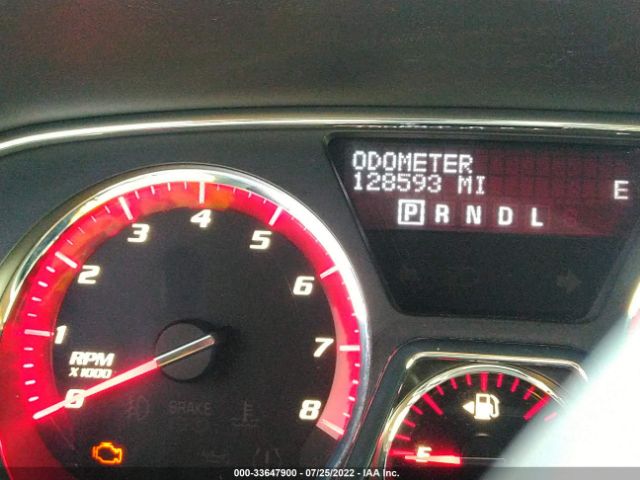 ODOMETER
128593 MI
E
P R N D L
0
1
2
3
4
5
6
7
8
RPM
X 1000
BRAKE
E
000-33647900 - 07/25/2022 - IAA Inc.